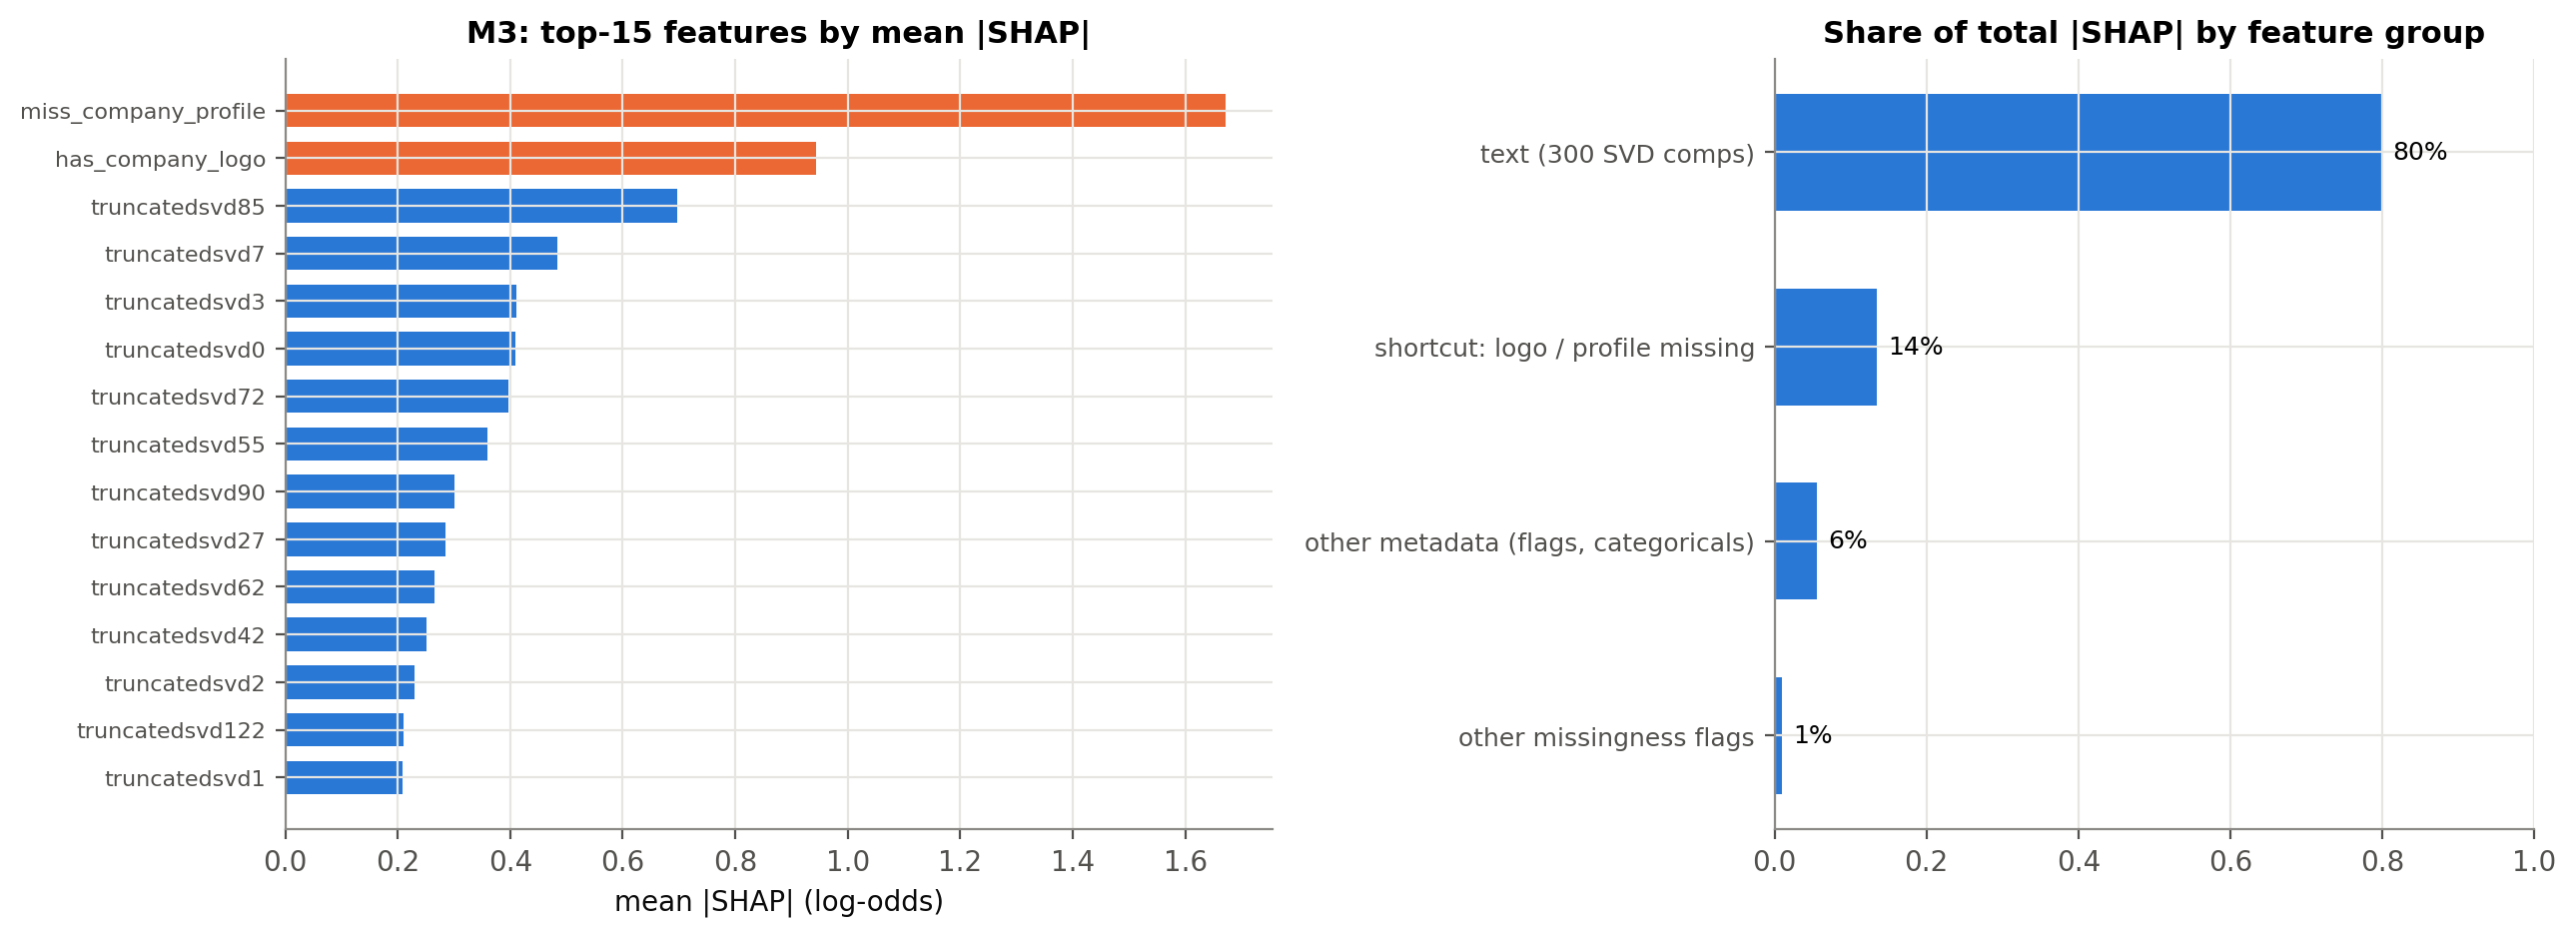 M3: top-15 features by mean |SHAP|
miss_company_profile
has_company_logo
truncatedsvd85
truncatedsvd7
truncatedsvd3
truncatedsvd0
truncatedsvd72
truncatedsvd55
truncatedsvd90
truncatedsvd27
truncatedsvd62
truncatedsvd42
truncatedsvd2
truncatedsvd122
truncatedsvd1
0.0 0.2 0.4 0.6 0.8 1.0 1.2 1.4 1.6
mean |SHAP| (log-odds)
Share of total |SHAP| by feature group
text (300 SVD comps) 80%
shortcut: logo / profile missing 14%
other metadata (flags, categoricals) 6%
other missingness flags 1%
0.0 0.2 0.4 0.6 0.8 1.0